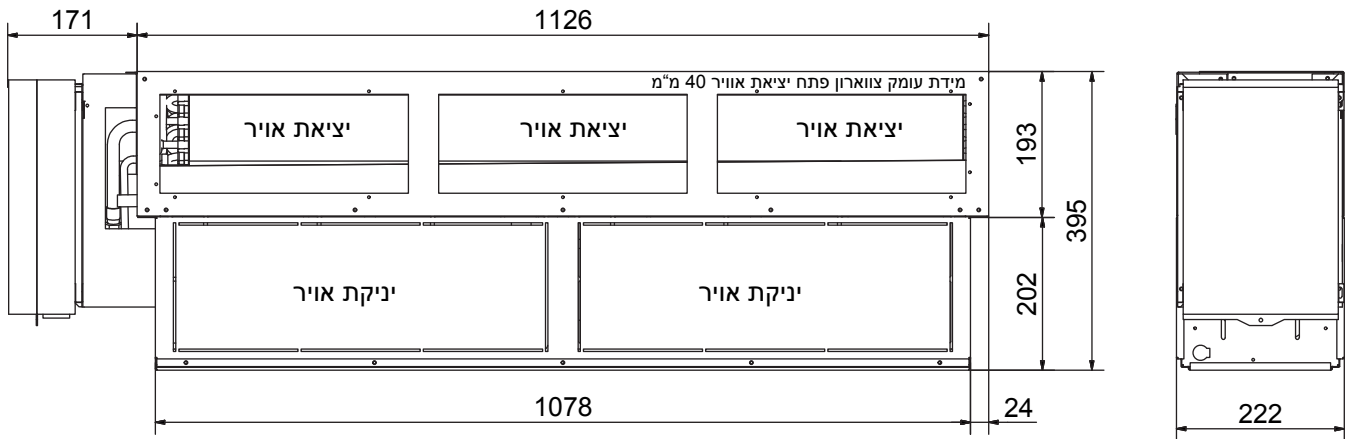 171
1126
מידת עומק צווארון פתח יציאת אוויר 40 מ"מ
יציאת אויר
יציאת אויר
יציאת אויר
193
395
יניקת אויר
יניקת אויר
202
1078
24
222